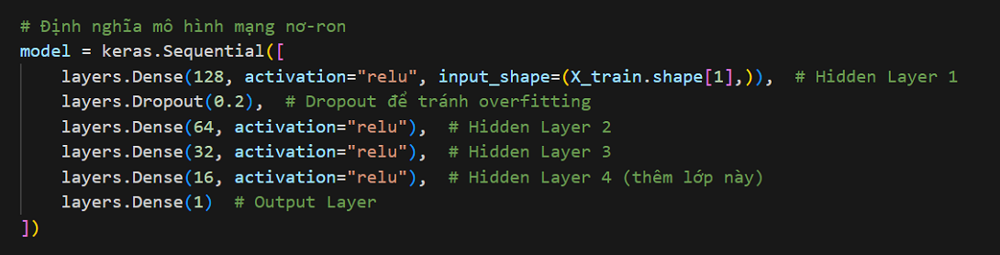 # Định nghĩa mô hình mạng nơ-ron
model = keras.Sequential([
    layers.Dense(128, activation="relu", input_shape=(X_train.shape[1],)),  # Hidden Layer 1
    layers.Dropout(0.2),  # Dropout để tránh overfitting
    layers.Dense(64, activation="relu"),  # Hidden Layer 2
    layers.Dense(32, activation="relu"),  # Hidden Layer 3
    layers.Dense(16, activation="relu"),  # Hidden Layer 4 (thêm lớp này)
    layers.Dense(1)  # Output Layer
])